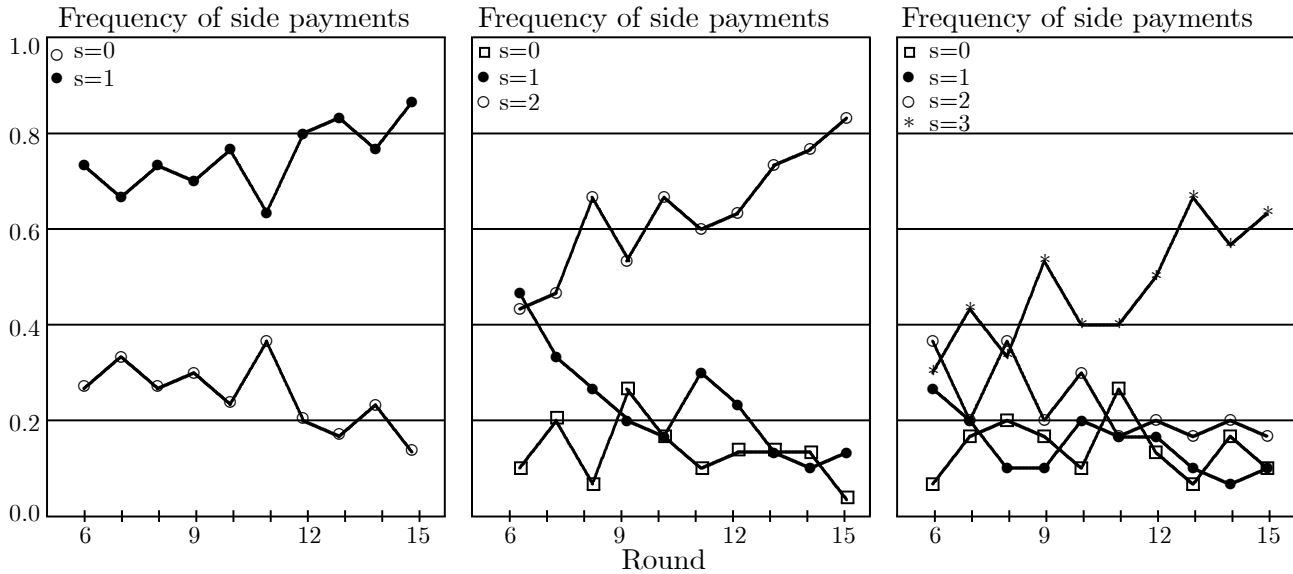 Frequency of side payments
Frequency of side payments
Frequency of side payments
1.0
0.8
0.6
0.4
0.2
0.0
s=0
s=1
s=0
s=1
s=2
s=0
s=1
s=2
s=3
6
9
12
15
6
9
12
15
6
9
12
15
Round